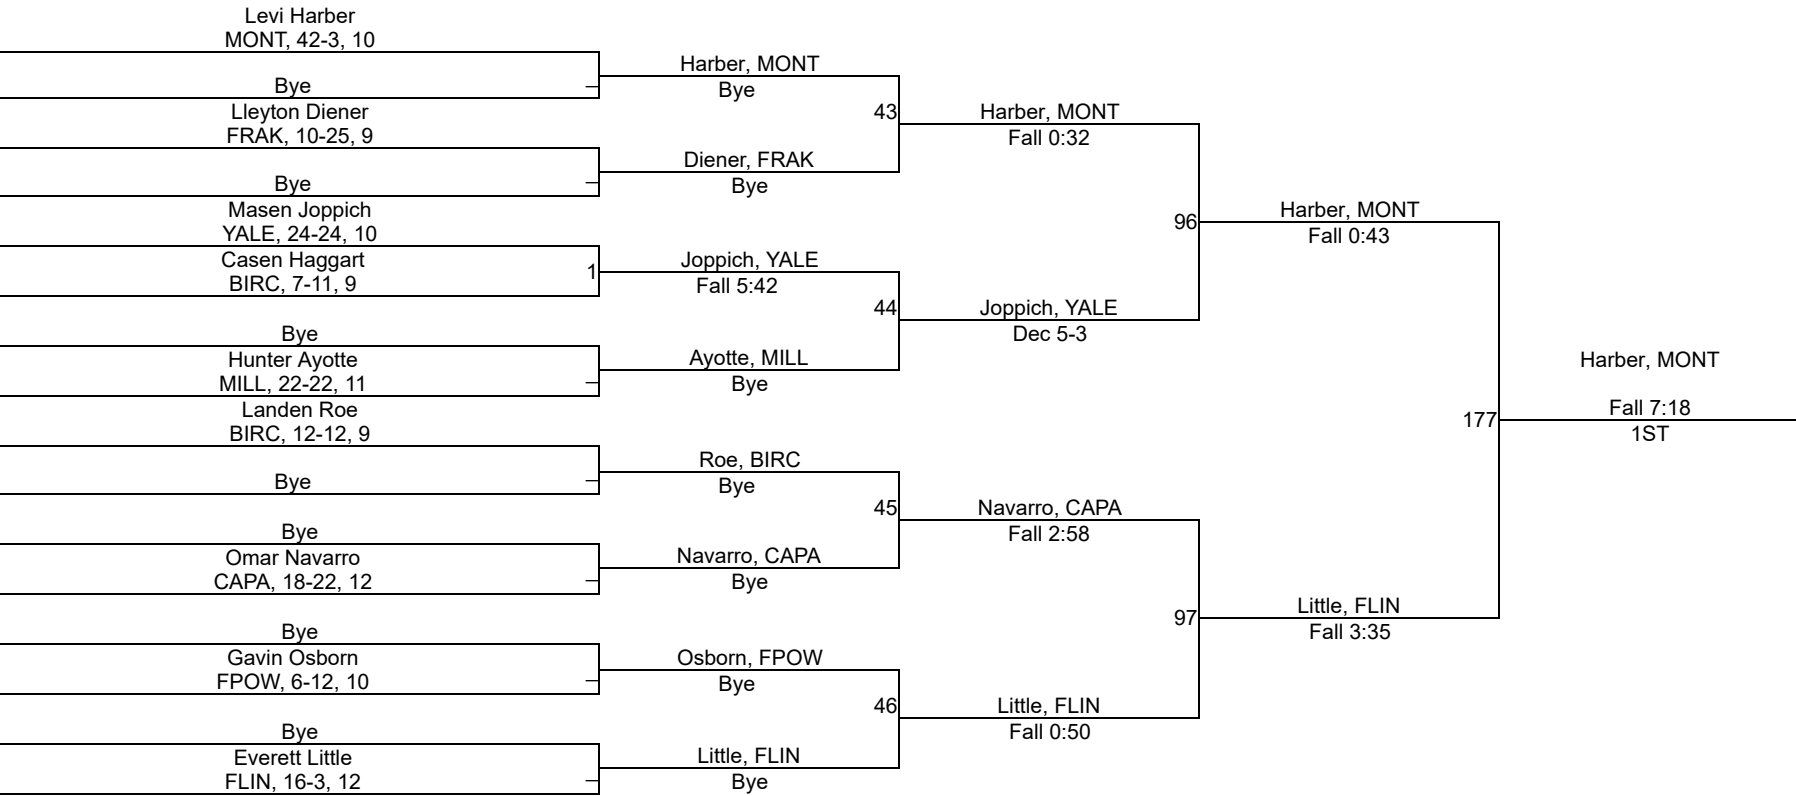 Levi Harber
MONT, 42-3, 10
Bye
Lleyton Diener
FRAK, 10-25, 9
Bye
Masen Joppich
YALE, 24-24, 10
Casen Haggart
BIRC, 7-11, 9
1
Bye
Hunter Ayotte
MILL, 22-22, 11
Landen Roe
BIRC, 12-12, 9
Bye
Bye
Omar Navarro
CAPA, 18-22, 12
Bye
Gavin Osborn
FPOW, 6-12, 10
Bye
Everett Little
FLIN, 16-3, 12
Harber, MONT
Bye
43
Diener, FRAK
Bye
Joppich, YALE
Fall 5:42
44
Ayotte, MILL
Bye
Roe, BIRC
Bye
45
Navarro, CAPA
Bye
Osborn, FPOW
Bye
46
Little, FLIN
Bye
Harber, MONT
Fall 0:32
96
Joppich, YALE
Dec 5-3
Navarro, CAPA
Fall 2:58
97
Little, FLIN
Fall 0:50
Harber, MONT
Fall 0:43
177
Little, FLIN
Fall 3:35
Harber, MONT
Fall 7:18
1ST